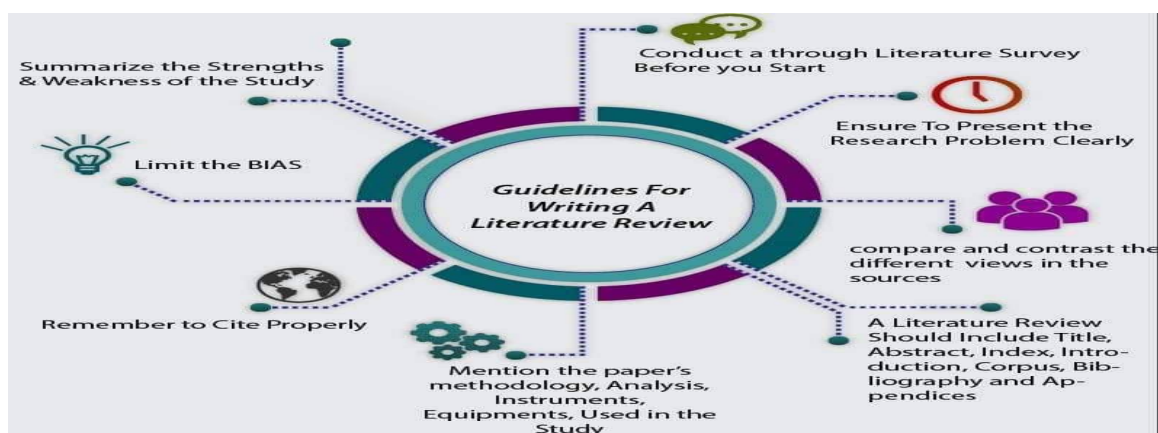 Guidelines For
Writing A
Literature Review
Conduct a through Literature Survey
Before you Start
Ensure To Present the
Research Problem Clearly
compare and contrast the
different views in the
sources
A Literature Review
Should Include Title,
Abstract, Index, Intro-
duction, Corpus, Bib-
liography and Ap-
pendices
Mention the paper's
methodology, Analysis,
Instruments,
Equipments, Used in the
Study
Remember to Cite Properly
Limit the BIAS
Summarize the Strengths
& Weakness of the Study